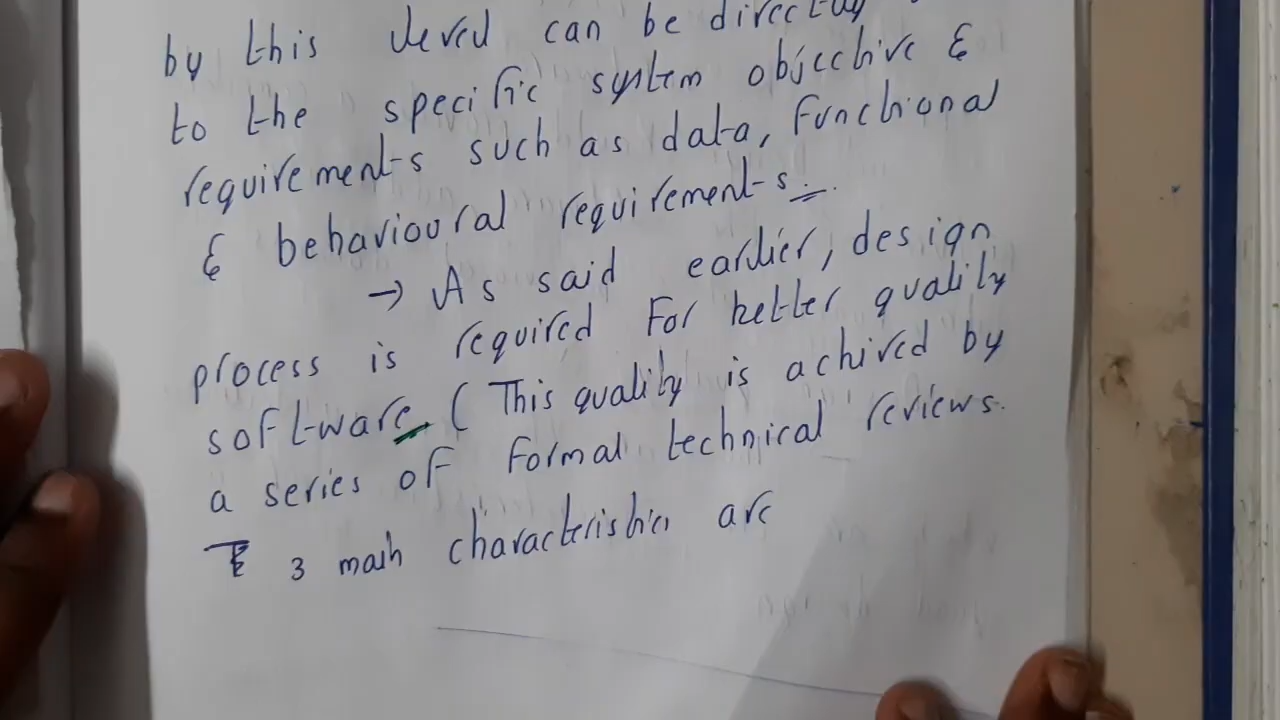 by this level can be directly
to the specific system objective &
requirements such as data, functional
& behavioural requirements.
→ As said earlier, design
process is required for better quality
software. ( This quality is achived by
a series of formal technical reviews.
3 main characteristics are